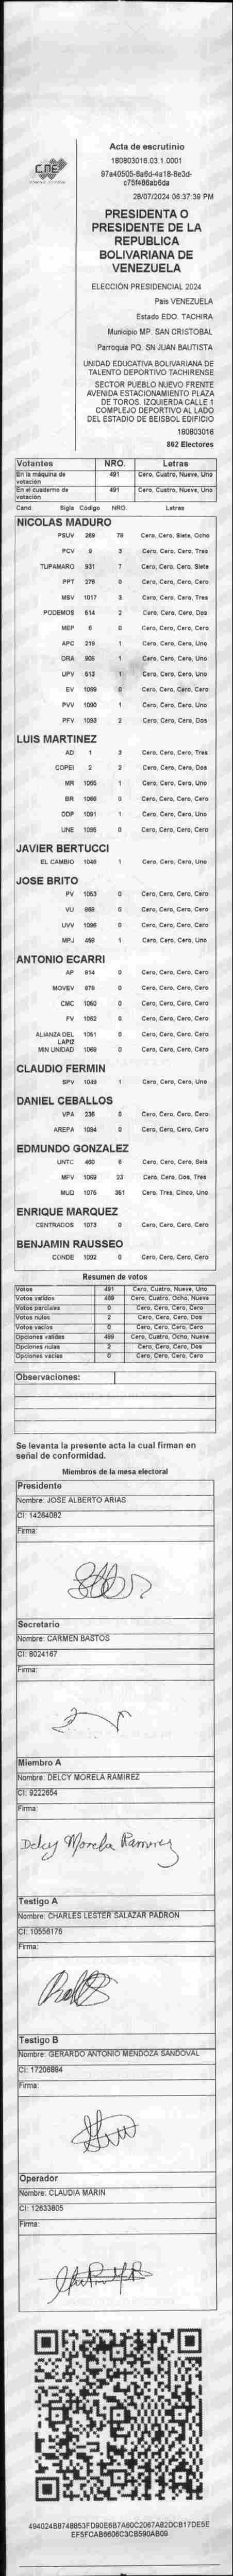 CNE
Acta de escrutinio
180803016.03.1.0001
97a40505-8a6d-4a18-8e3d-
c75f486ab6da
28/07/2024 06:37:39 PM
PRESIDENTA O
PRESIDENTE DE LA
REPUBLICA
BOLIVARIANA DE
VENEZUELA
ELECCIÓN PRESIDENCIAL 2024
Pais VENEZUELA
Estado EDO. TACHIRA
Municipio MP. SAN CRISTOBAL
Parroquia PQ. SN JUAN BAUTISTA
UNIDAD EDUCATIVA BOLIVARIANA DE
TALENTO DEPORTIVO TACHIRENSE
SECTOR PUEBLO NUEVO FRENTE
AVENIDA ESTACIONAMIENTO PLAZA
DE TOROS. IZQUIERDA CALLE 1
COMPLEJO DEPORTIVO AL LADO
DEL ESTADIO DE BEISBOL EDIFICIO
180803016
862 Electores
Votantes NRO. Letras
En la máquina de votación 491 Cero, Cuatro, Nueve, Uno
En el cuaderno de votación 491 Cero, Cuatro, Nueve, Uno
Cand. Sigla Código NRO. Letras
NICOLAS MADURO
PSUV 269 78 Cero, Cero, Siete, Ocho
PCV 9 3 Cero, Cero, Cero, Tres
TUPAMARO 931 7 Cero, Cero, Cero, Siete
PPT 276 0 Cero, Cero, Cero, Cero
MSV 1017 3 Cero, Cero, Cero, Tres
PODEMOS 514 2 Cero, Cero, Cero, Dos
MEP 6 0 Cero, Cero, Cero, Cero
APC 219 1 Cero, Cero, Cero, Uno
ORA 906 1 Cero, Cero, Cero, Uno
UPV 513 1 Cero, Cero, Cero, Uno
EV 1089 0 Cero, Cero, Cero, Cero
PVV 1090 1 Cero, Cero, Cero, Uno
PFV 1093 2 Cero, Cero, Cero, Dos
LUIS MARTINEZ
AD 1 3 Cero, Cero, Cero, Tres
COPEI 2 2 Cero, Cero, Cero, Dos
MR 1065 1 Cero, Cero, Cero, Uno
BR 1066 0 Cero, Cero, Cero, Cero
DDP 1091 1 Cero, Cero, Cero, Uno
UNE 1095 0 Cero, Cero, Cero, Cero
JAVIER BERTUCCI
EL CAMBIO 1048 1 Cero, Cero, Cero, Uno
JOSE BRITO
PV 1053 0 Cero, Cero, Cero, Cero
VU 868 0 Cero, Cero, Cero, Cero
UVV 1096 0 Cero, Cero, Cero, Cero
MPJ 458 1 Cero, Cero, Cero, Uno
ANTONIO ECARRI
AP 914 0 Cero, Cero, Cero, Cero
MOVEV 878 0 Cero, Cero, Cero, Cero
CMC 1050 0 Cero, Cero, Cero, Cero
FV 1052 0 Cero, Cero, Cero, Cero
ALIANZA DEL LAPIZ 1051 0 Cero, Cero, Cero, Cero
MIN UNIDAD 1069 0 Cero, Cero, Cero, Cero
CLAUDIO FERMIN
SPV 1049 1 Cero, Cero, Cero, Uno
DANIEL CEBALLOS
VPA 236 0 Cero, Cero, Cero, Cero
AREPA 1094 0 Cero, Cero, Cero, Cero
EDMUNDO GONZALEZ
UNTC 460 6 Cero, Cero, Cero, Seis
MPV 23 Cero, Cero, Dos, Tres
MUD 1076 351 Cero, Tres, Cinco, Uno
ENRIQUE MARQUEZ
CENTRADOS 1073 0 Cero, Cero, Cero, Cero
BENJAMIN RAUSSEO
CONDE 1092 0 Cero, Cero, Cero, Cero
Resumen de votos
Votos 491 Cero, Cuatro, Nueve, Uno
Votos validos 489 Cero, Cuatro, Ocho, Nueve
Votos parciales 0 Cero, Cero, Cero, Cero
Votos nulos 2 Cero, Cero, Cero, Dos
Votos vacios 0 Cero, Cero, Cero, Cero
Opciones validas 489 Cero, Cuatro, Ocho, Nueve
Opciones nulas 2 Cero, Cero, Cero, Dos
Opciones vacias 0 Cero, Cero, Cero, Cero
Observaciones:
Se levanta la presente acta la cual firman en
señal de conformidad.
Miembros de la mesa electoral
Presidente
Nombre: JOSE ALBERTO ARIAS
CI: 14264082
Firma:
Secretario
Nombre: CARMEN BASTOS
CI: 8024167
Firma:
Miembro A
Nombre: DELCY MORELA RAMIREZ
CI: 9222654
Firma:
Delcy Morela Ramirez
Testigo A
Nombre: CHARLES LESTER SALAZAR PADRON
CI: 10556176
Firma:
Testigo B
Nombre: GERARDO ANTONIO MENDOZA SANDOVAL
CI: 17206884
Firma:
Operador
Nombre: CLAUDIA MARIN
CI: 12633805
Firma:
494024B8748B53FD90E6B7A60C2067A82DCB17DE5E
EF5FCAB6606C3CB590AB09